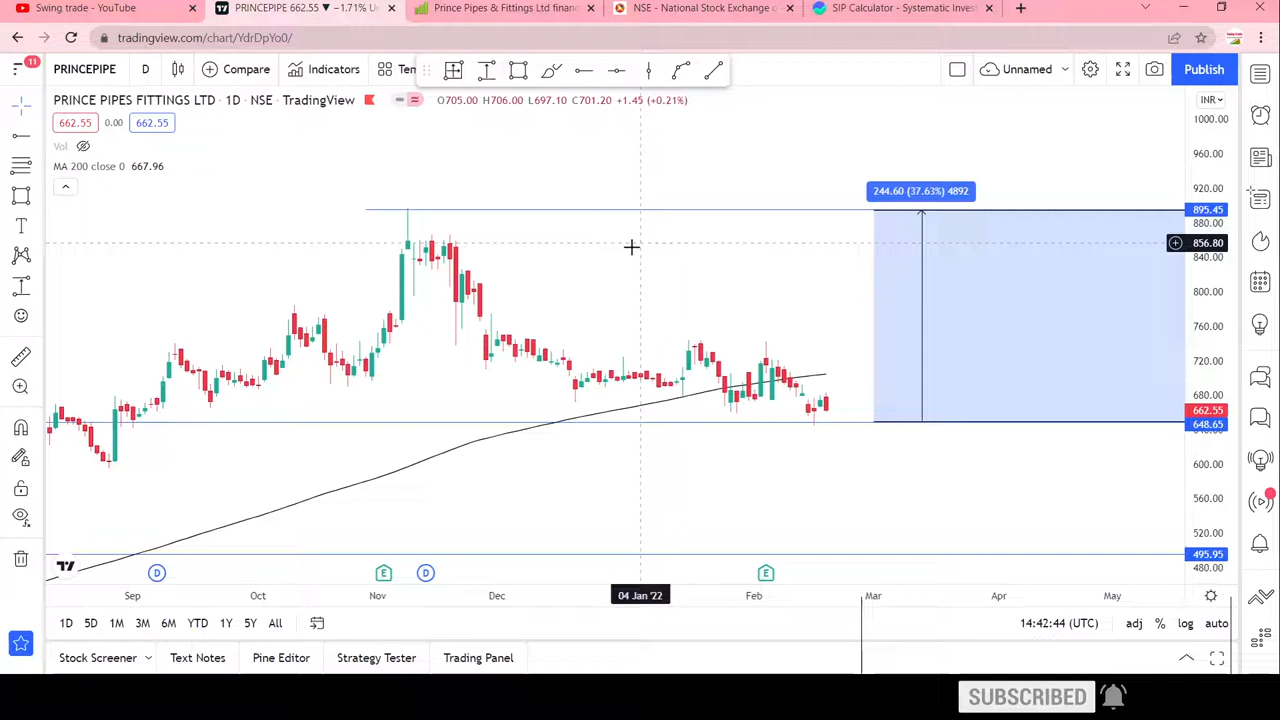 Swing trade - YouTube
PRINCEPIPE 662.55 ▼ −1.71% U
Prince Pipes & Fittings Ltd finan
NSE - National Stock Exchange o
SIP Calculator - Systematic Invest
tradingview.com/chart/YdrDpYo0/
11
PRINCEPIPE
D
Compare
Indicators
Tem
Unnamed
Publish
PRINCE PIPES FITTINGS LTD · 1D · NSE · TradingView
O705.00 H706.00 L697.10 C701.20 +1.45 (+0.21%)
INR
662.55
0.00
662.55
Vol
MA 200 close 0 667.96
244.60 (37.63%) 4892
1000.00
960.00
920.00
895.45
880.00
856.80
840.00
800.00
760.00
720.00
680.00
662.55
648.65
600.00
560.00
520.00
495.95
480.00
D
E
D
E
Sep
Oct
Nov
Dec
04 Jan '22
Feb
Mar
Apr
May
1D
5D
1M
3M
6M
YTD
1Y
5Y
All
14:42:44 (UTC)
adj
%
log
auto
Stock Screener
Text Notes
Pine Editor
Strategy Tester
Trading Panel
SUBSCRIBED